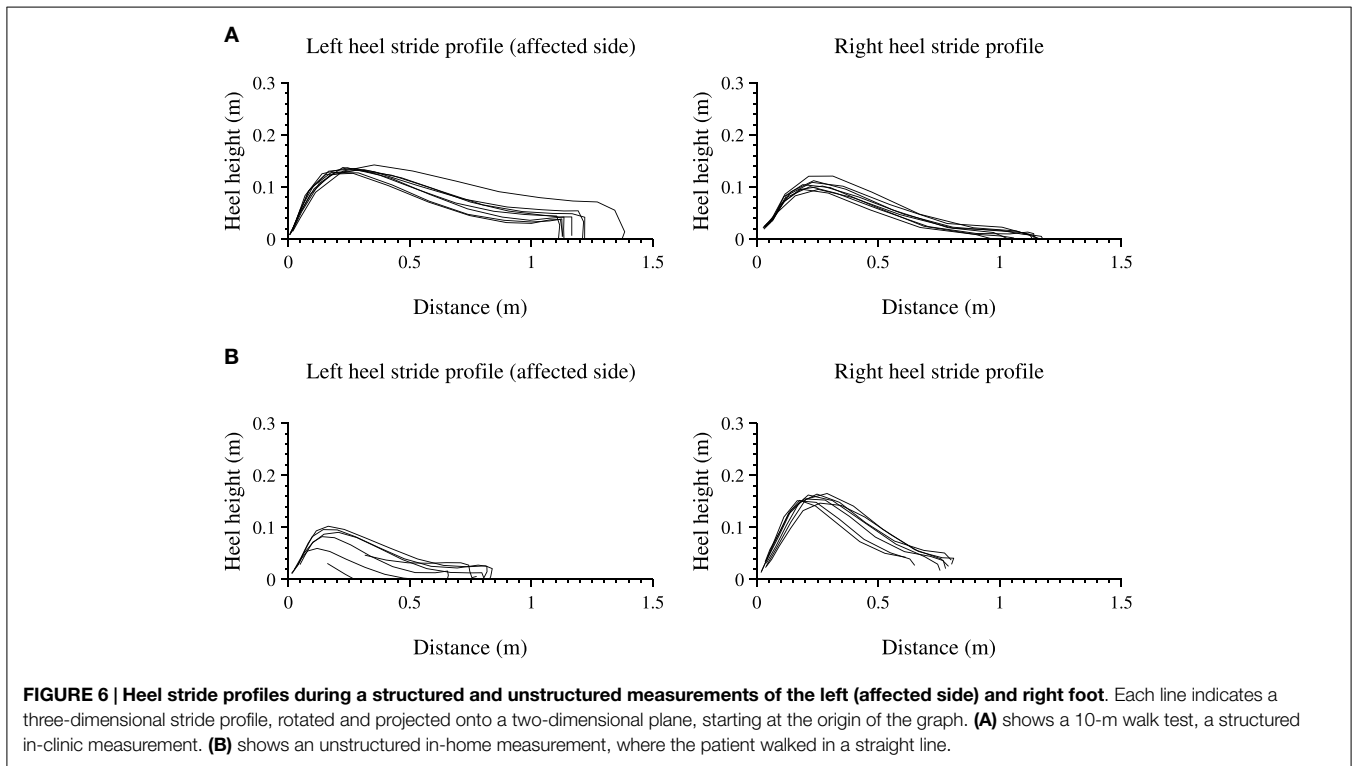 A
Left heel stride profile (affected side)
Right heel stride profile
Heel height (m)
0.3
0.2
0.1
0
0
0.5
1
1.5
Distance (m)
Heel height (m)
0.3
0.2
0.1
0
0
0.5
1
1.5
Distance (m)
B
Left heel stride profile (affected side)
Right heel stride profile
Heel height (m)
0.3
0.2
0.1
0
0
0.5
1
1.5
Distance (m)
Heel height (m)
0.3
0.2
0.1
0
0
0.5
1
1.5
Distance (m)
FIGURE 6 | Heel stride profiles during a structured and unstructured measurements of the left (affected side) and right foot. Each line indicates a
three-dimensional stride profile, rotated and projected onto a two-dimensional plane, starting at the origin of the graph. (A) shows a 10-m walk test, a structured
in-clinic measurement. (B) shows an unstructured in-home measurement, where the patient walked in a straight line.